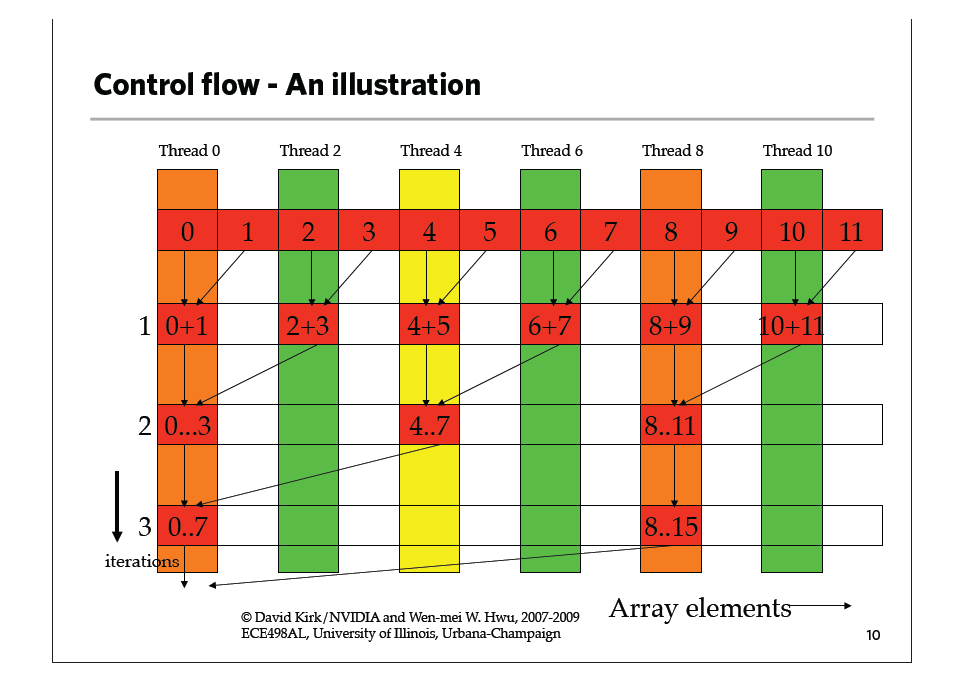 Control flow - An illustration
Thread 0 Thread 2 Thread 4 Thread 6 Thread 8 Thread 10
0 1 2 3 4 5 6 7 8 9 10 11
1 0+1 2+3 4+5 6+7 8+9 10+11
2 0...3 4..7 8..11
3 0..7 8..15
iterations
Array elements
© David Kirk/NVIDIA and Wen-mei W. Hwu, 2007-2009
ECE498AL, University of Illinois, Urbana-Champaign
10